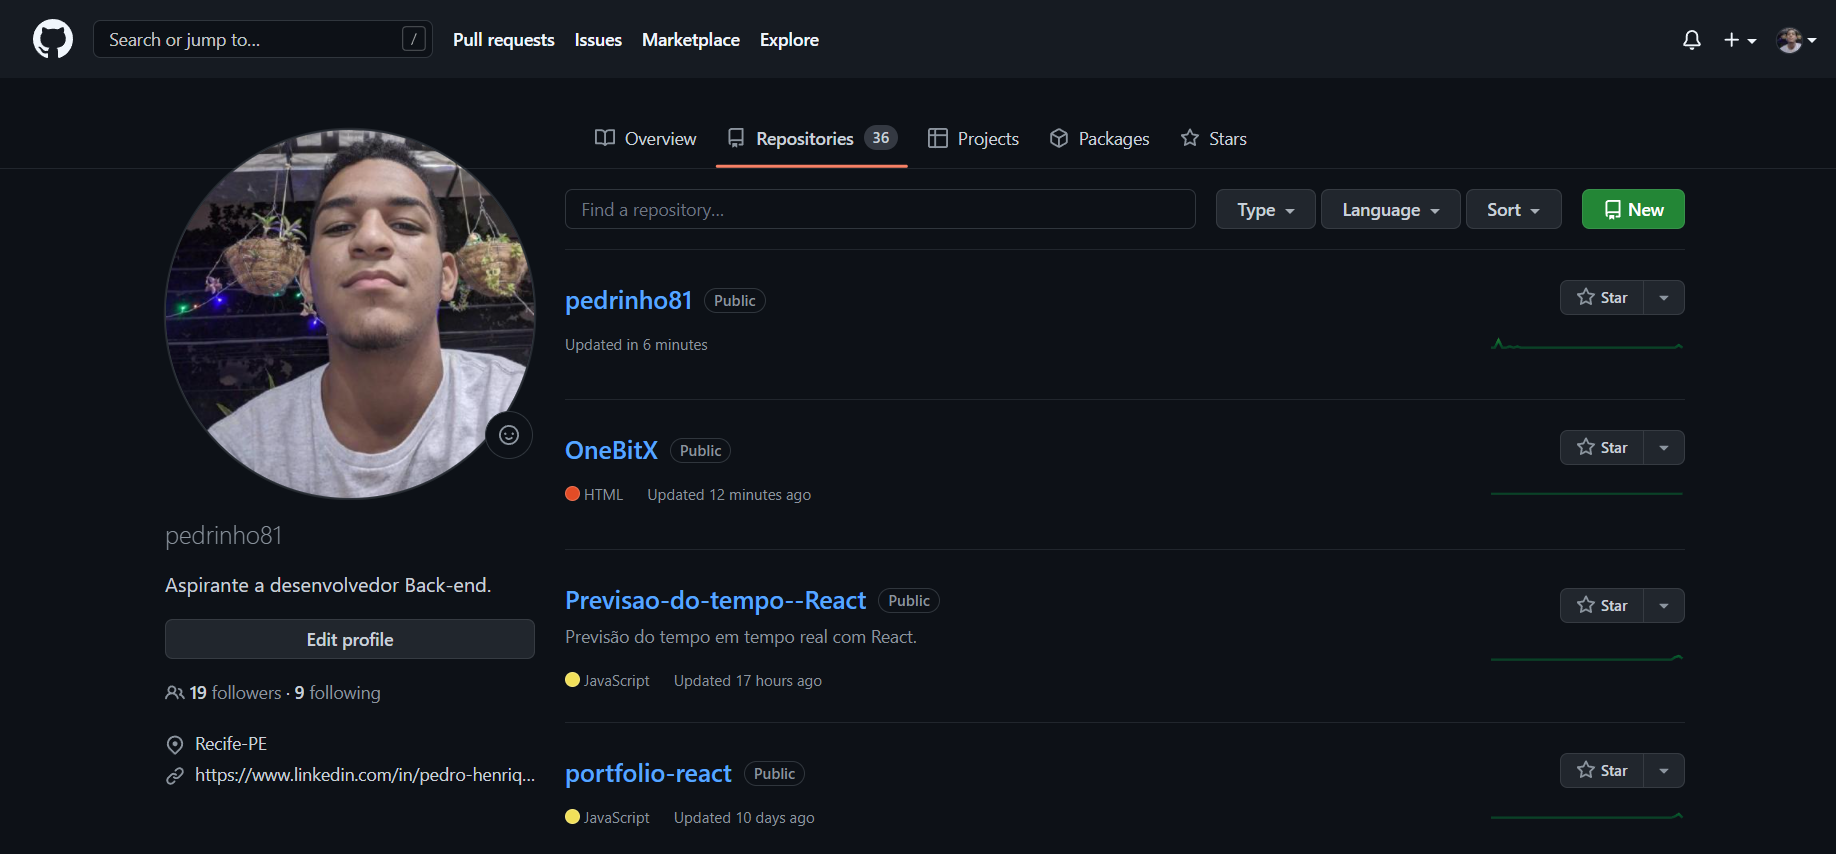 Search or jump to... /
Pull requests Issues Marketplace Explore
Overview Repositories 36 Projects Packages Stars
Find a repository... Type Language Sort New
pedrinho81 Public Star
Updated in 6 minutes
OneBitX Public Star
HTML Updated 12 minutes ago
Previsao-do-tempo--React Public Star
Previsão do tempo em tempo real com React.
JavaScript Updated 17 hours ago
portfolio-react Public Star
JavaScript Updated 10 days ago
pedrinho81
Aspirante a desenvolvedor Back-end.
Edit profile
19 followers · 9 following
Recife-PE
https://www.linkedin.com/in/pedro-henriq...